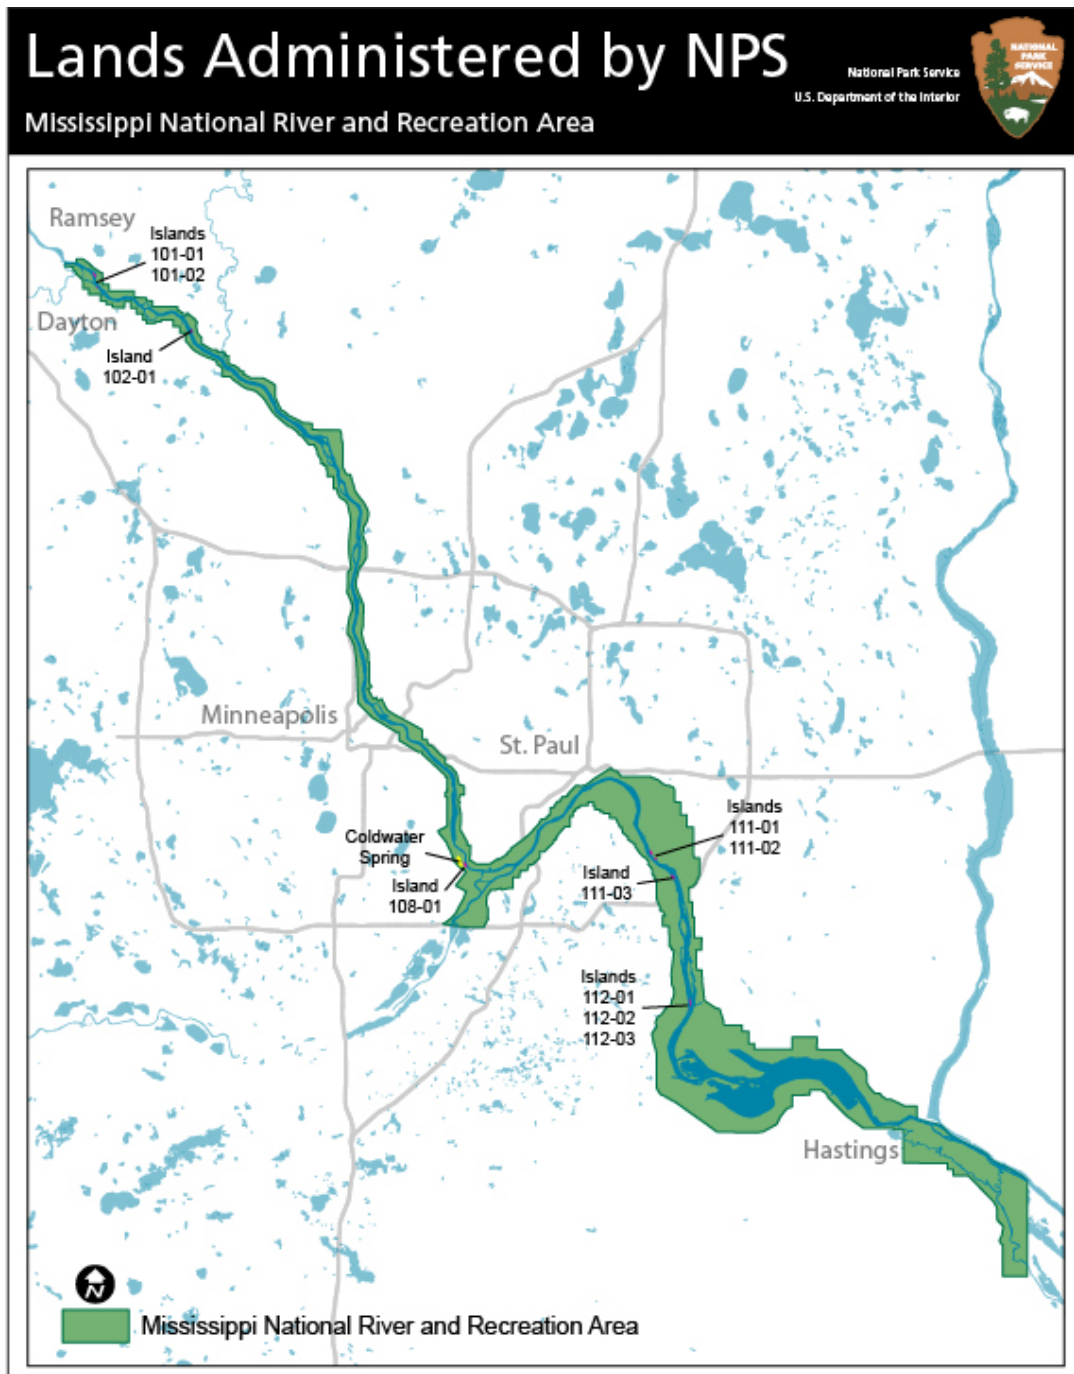 Lands Administered by NPS
Mississippi National River and Recreation Area
National Park Service
U.S. Department of the Interior
NATIONAL
PARK
SERVICE
Ramsey
Islands
101-01
101-02
Dayton
Island
102-01
Minneapolis
St. Paul
Islands
111-01
111-02
Coldwater
Spring
Island
108-01
Island
111-03
Islands
112-01
112-02
112-03
Hastings
N
Mississippi National River and Recreation Area